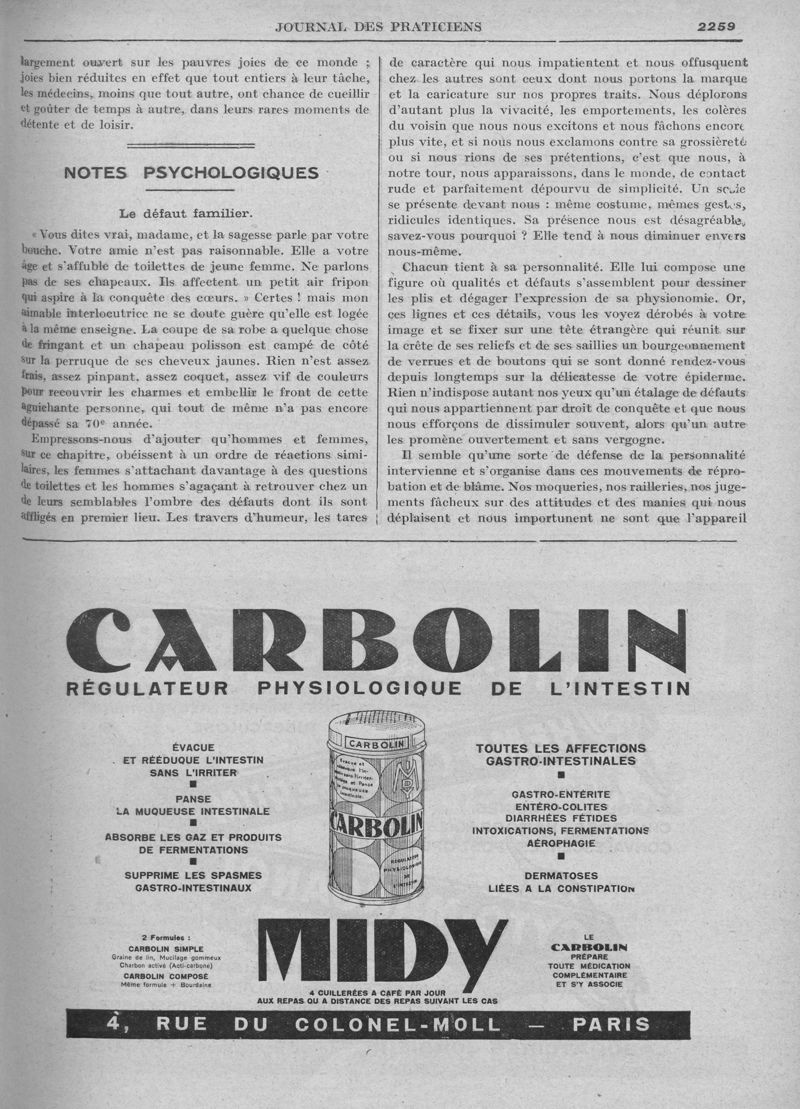 JOURNAL DES PRATICIENS
2259
largement ouvert sur les pauvres joies de ce monde ;
joies bien réduites en effet que tout entiers à leur tâche,
les médecins, moins que tout autre, ont chance de cueillir
et goûter de temps à autre, dans leurs rares moments de
détente et de loisir.
NOTES PSYCHOLOGIQUES
Le défaut familier.
« Vous dites vrai, madame, et la sagesse parle par votre
bouche. Votre amie n'est pas raisonnable. Elle a votre
âge et s'affuble de toilettes de jeune femme. Ne parlons
pas de ses chapeaux. Ils affectent un petit air fripon
qui aspire à la conquête des cœurs. » Certes ! mais mon
aimable interlocutrice ne se doute guère qu'elle est logée
à la même enseigne. La coupe de sa robe a quelque chose
de fringant et un chapeau polisson est campé de côté
sur la perruque de ses cheveux jaunes. Rien n'est assez
frais, assez pinpant, assez coquet, assez vif de couleurs
pour recouvrir les charmes et embellir le front de cette
aguichante personne, qui tout de même n'a pas encore
dépassé sa 70e année.
Empressons-nous d'ajouter qu'hommes et femmes,
sur ce chapitre, obéissent à un ordre de réactions simi-
laires, les femmes s'attachant davantage à des questions
de toilettes et les hommes s'agaçant à retrouver chez un
de leurs semblables l'ombre des défauts dont ils sont
affligés en premier lieu. Les travers d'humeur, les tares
de caractère qui nous impatientent et nous offusquent
chez les autres sont ceux dont nous portons la marque
et la caricature sur nos propres traits. Nous déplorons
d'autant plus la vivacité, les emportements, les colères
du voisin que nous nous excitons et nous fâchons encore
plus vite, et si nous nous exclamons contre sa grossièreté
ou si nous rions de ses prétentions, c'est que nous, à
notre tour, nous apparaissons, dans le monde, de contact
rude et parfaitement dépourvu de simplicité. Un sosie
se présente devant nous : même costume, mêmes gestes,
ridicules identiques. Sa présence nous est désagréable,
savez-vous pourquoi ? Elle tend à nous diminuer envers
nous-même.
Chacun tient à sa personnalité. Elle lui compose une
figure où qualités et défauts s'assemblent pour dessiner
les plis et dégager l'expression de sa physionomie. Or,
ces lignes et ces détails, vous les voyez dérobés à votre
image et se fixer sur une tête étrangère qui réunit sur
la crête de ses reliefs et de ses saillies un bourgeonnement
de verrues et de boutons qui se sont donné rendez-vous
depuis longtemps sur la délicatesse de votre épiderme.
Rien n'indispose autant nos yeux qu'un étalage de défauts
qui nous appartiennent par droit de conquête et que nous
nous efforçons de dissimuler souvent, alors qu'un autre
les promène ouvertement et sans vergogne.
Il semble qu'une sorte de défense de la personnalité
intervienne et s'organise dans ces mouvements de répro-
bation et de blâme. Nos moqueries, nos railleries, nos juge-
ments fâcheux sur des attitudes et des manies qui nous
déplaisent et nous importunent ne sont que l'appareil
CARBOLIN
RÉGULATEUR PHYSIOLOGIQUE DE L'INTESTIN
ÉVACUE
ET RÉÉDUQUE L'INTESTIN
SANS L'IRRITER
PANSE
LA MUQUEUSE INTESTINALE
ABSORBE LES GAZ ET PRODUITS
DE FERMENTATIONS
SUPPRIME LES SPASMES
GASTRO-INTESTINAUX
CARBOLIN
Évacue et
rééduque l'in-
testin sans l'irriter.
Panse
la muqueuse
intestinale.
MIDY
CARBOLIN
RÉGULATEUR
PHYSIOLOGIQUE
DE
L'INTESTIN
TOUTES LES AFFECTIONS
GASTRO-INTESTINALES
GASTRO-ENTÉRITE
ENTÉRO-COLITES
DIARRHÉES FÉTIDES
INTOXICATIONS, FERMENTATIONS
AÉROPHAGIE
DERMATOSES
LIÉES A LA CONSTIPATION
2 Formules :
CARBOLIN SIMPLE
Graine de lin, Mucilage gommeux
Charbon activé (Acti-carbone)
CARBOLIN COMPOSÉ
Même formule + Bourdaine
MIDY
4 CUILLERÉES A CAFÉ PAR JOUR
AUX REPAS OU A DISTANCE DES REPAS SUIVANT LES CAS
LE
CARBOLIN
PRÉPARE
TOUTE MÉDICATION
COMPLÉMENTAIRE
ET S'Y ASSOCIE
4, RUE DU COLONEL-MOLL — PARIS